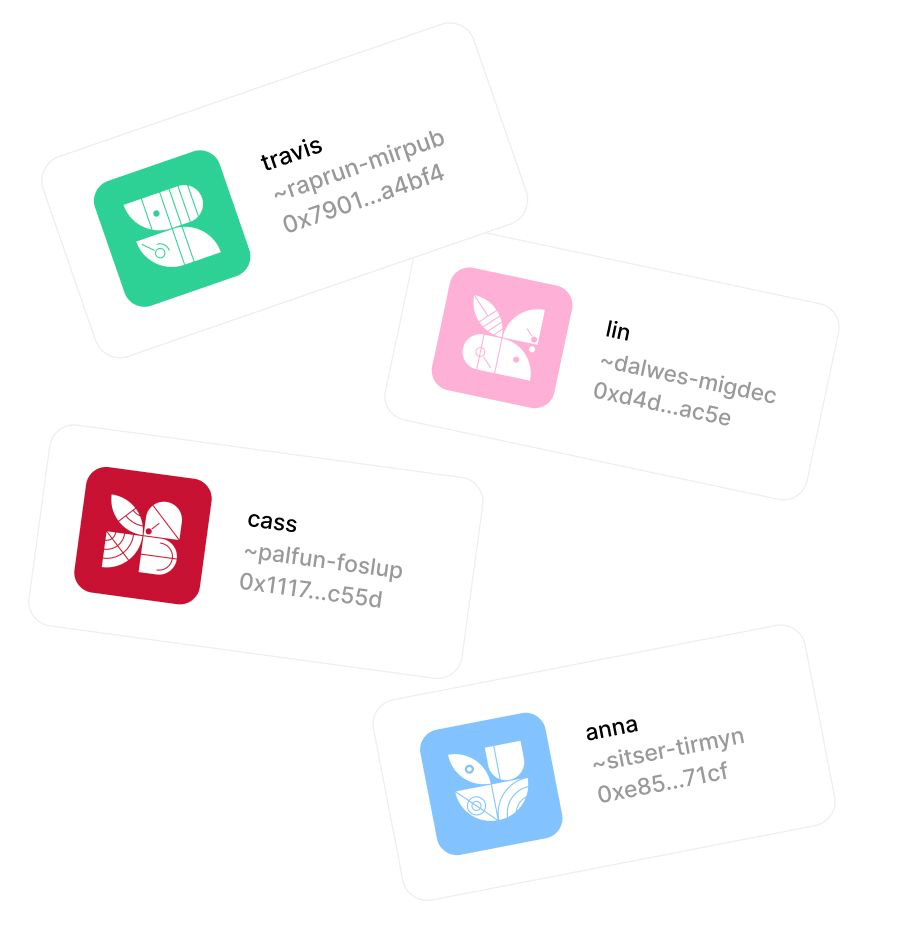 travis
~raprun-mirpub
0x7901...a4bf4
lin
~dalwes-migdec
0xd4d...ac5e
cass
~palfun-foslup
0x1117...c55d
anna
~sitser-tirmyn
0xe85...71cf